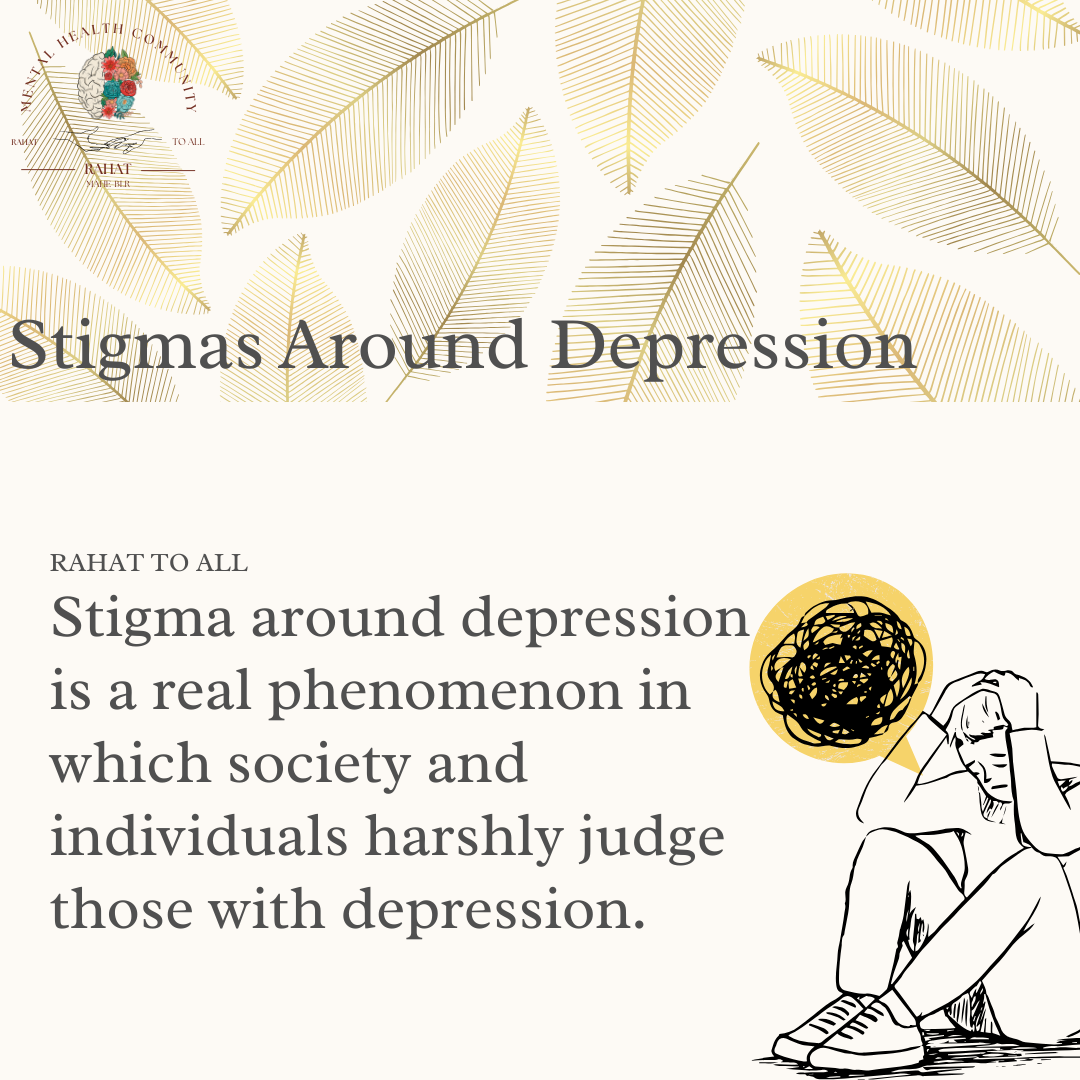 MENTAL HEALTH COMMUNITY
RAHAT TO ALL
RAHAT
MAHE-BLR
Stigmas Around Depression
RAHAT TO ALL
Stigma around depression
is a real phenomenon in
which society and
individuals harshly judge
those with depression.